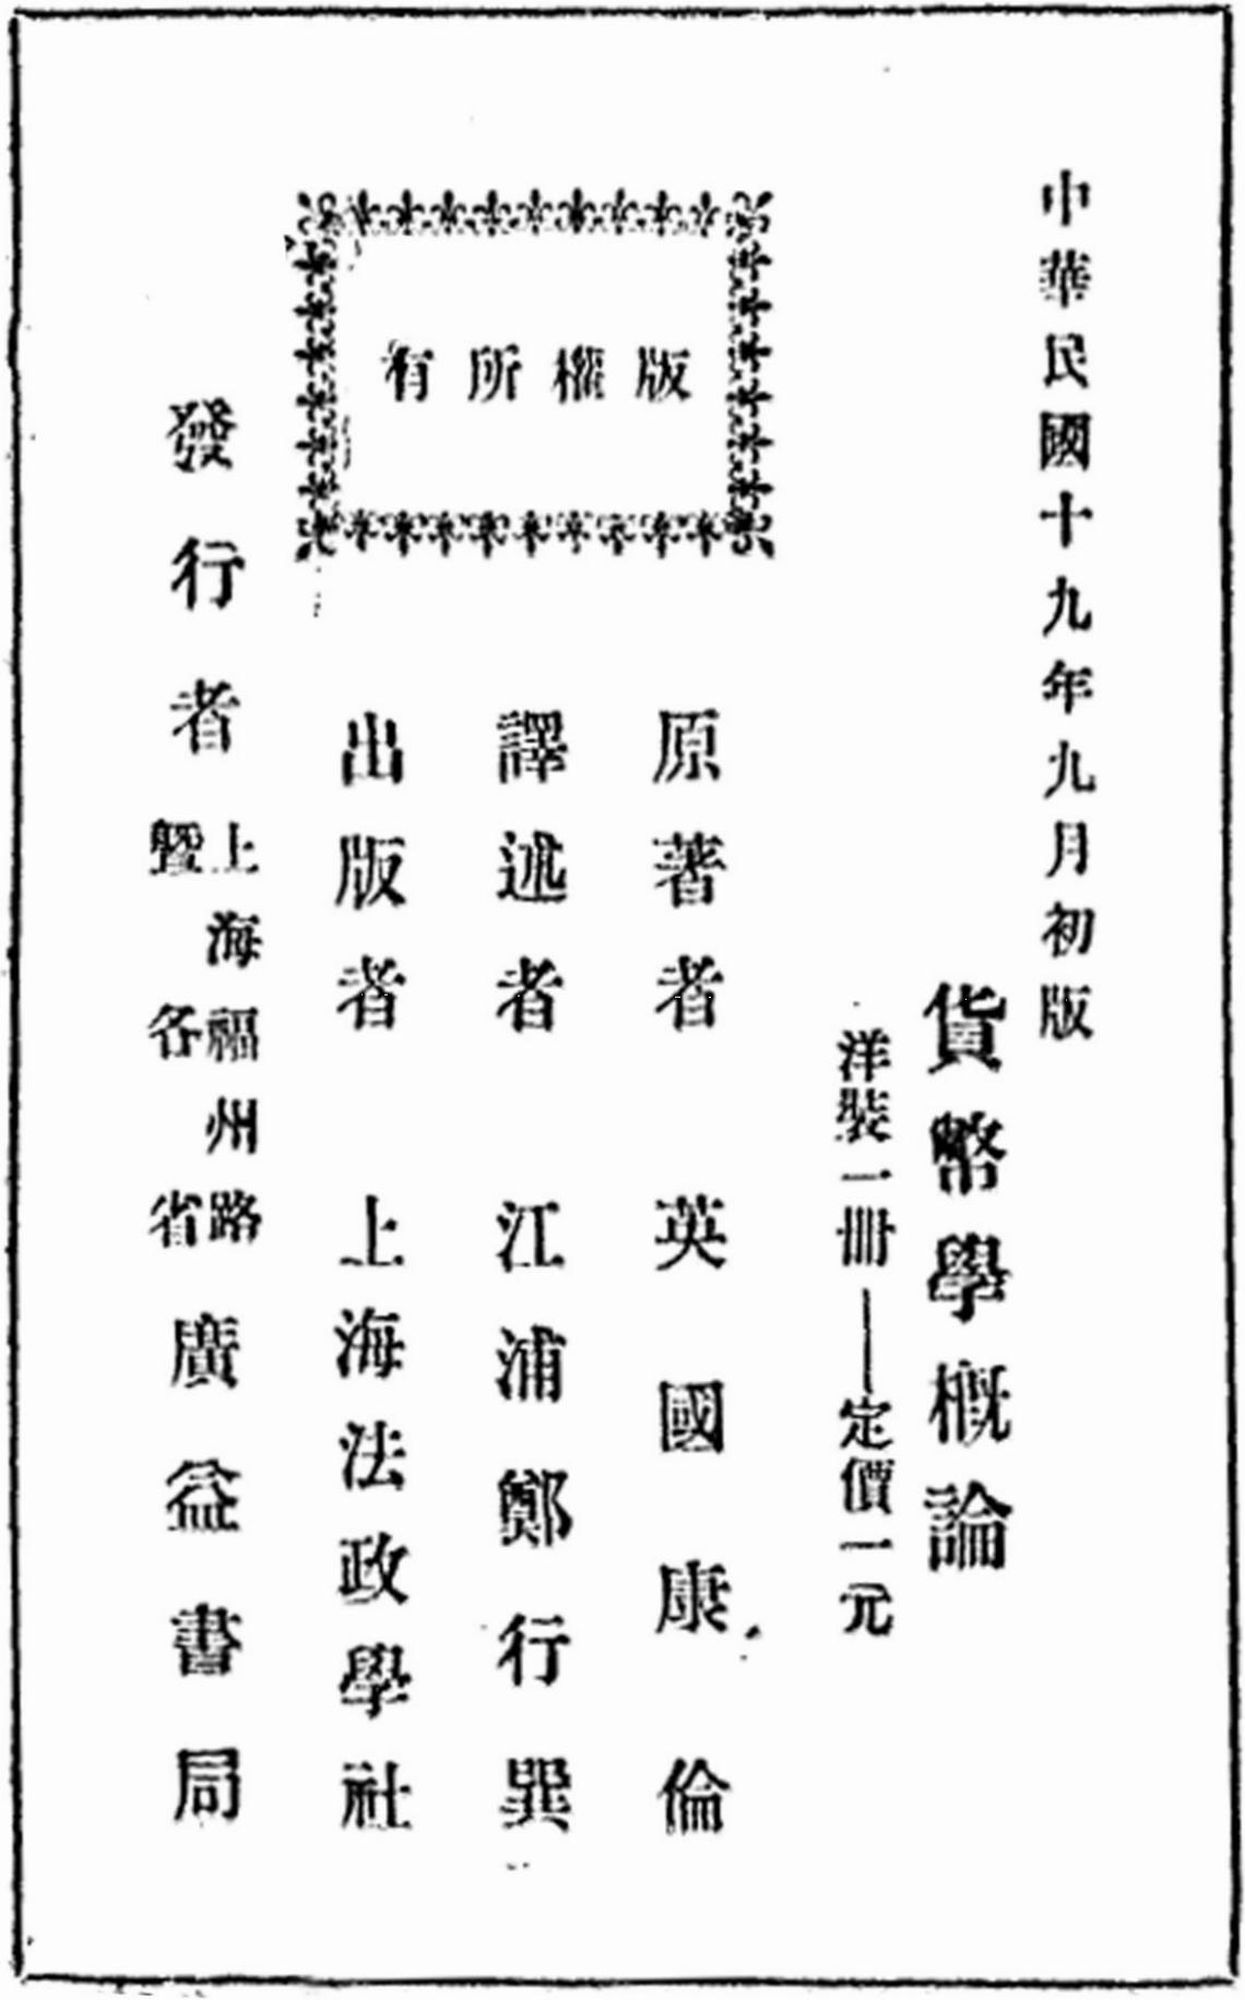 中華民國十九年九月初版
貨幣學概論
洋裝一冊——定價一元
版權所有
原著者 英國康倫
譯述者 江浦鄭行巽
出版者 上海法政學社
發行者 上海福州路暨各省 廣益書局